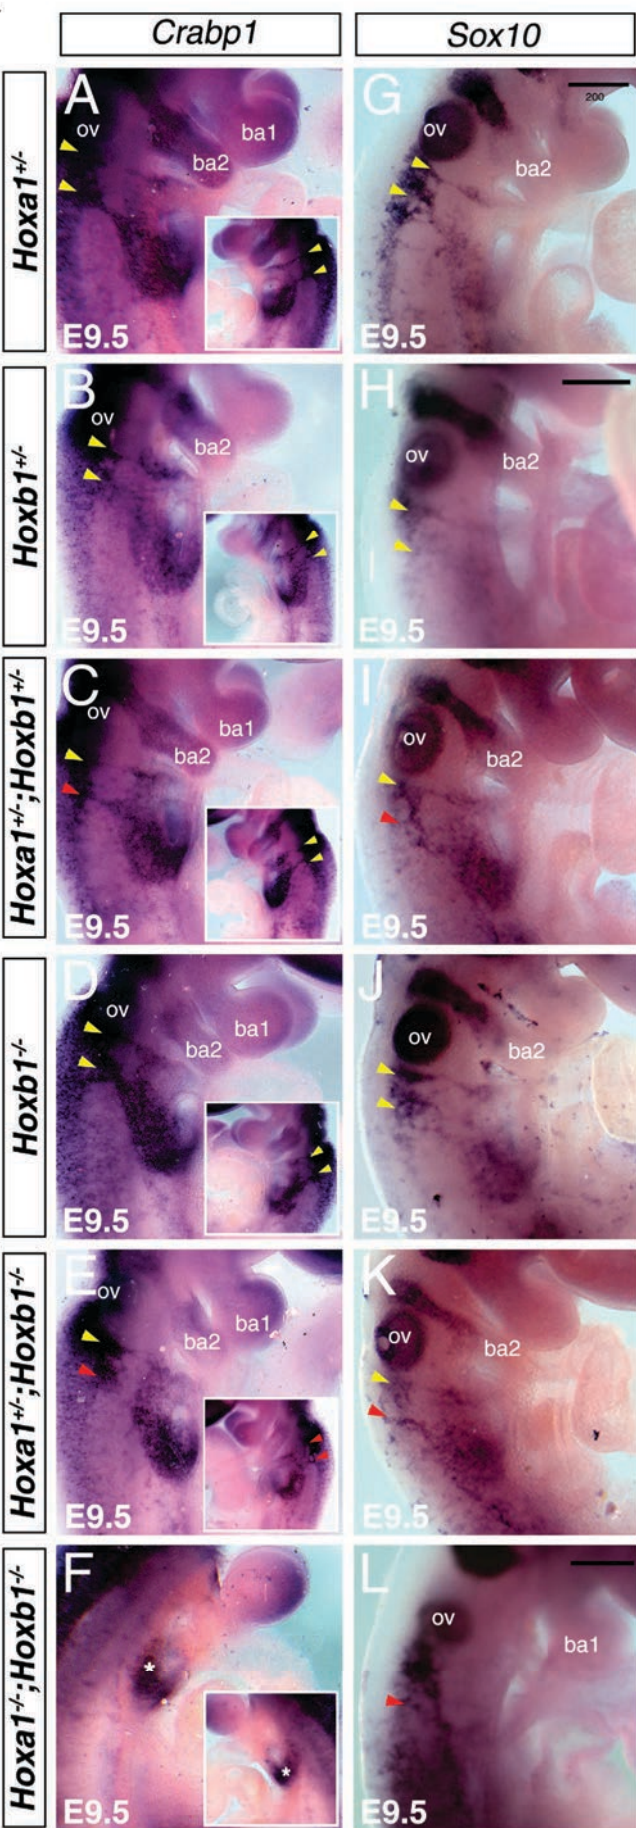 Crabp1 Sox10
Hoxa1+/-
A ov ba1 ba2 E9.5
G ov ba2 200
Hoxb1+/-
B ov ba2 E9.5
H ov ba2 E9.5
Hoxa1+/-;Hoxb1+/-
C ov ba1 ba2 E9.5
I ov ba2 E9.5
Hoxb1-/-
D ov ba1 ba2 E9.5
J ov ba2 E9.5
Hoxa1+/-;Hoxb1-/-
E ov ba1 ba2 E9.5
K ov ba2 E9.5
Hoxa1-/-;Hoxb1-/-
F * * E9.5
L ov ba1 E9.5